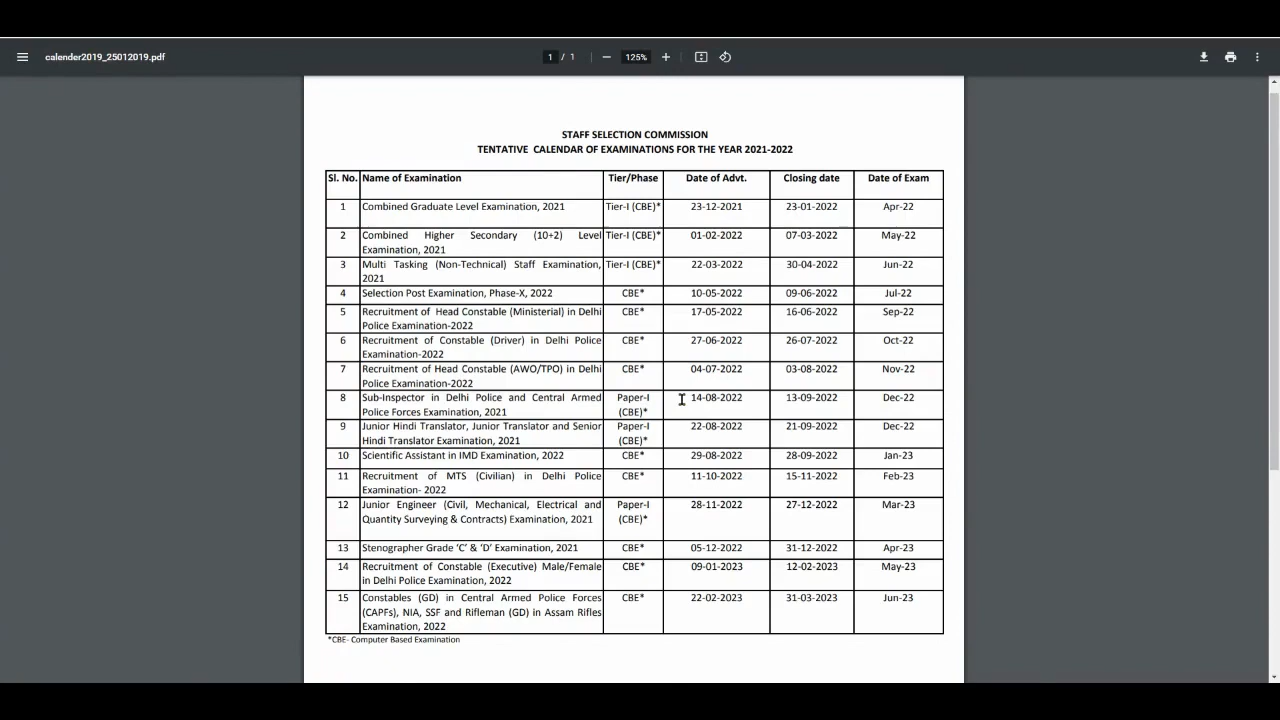 calender2019_25012019.pdf
1 / 1
125%
STAFF SELECTION COMMISSION
TENTATIVE CALENDAR OF EXAMINATIONS FOR THE YEAR 2021-2022
Sl. No. Name of Examination Tier/Phase Date of Advt. Closing date Date of Exam
1 Combined Graduate Level Examination, 2021 Tier-I (CBE)* 23-12-2021 23-01-2022 Apr-22
2 Combined Higher Secondary (10+2) Level Tier-I (CBE)* 01-02-2022 07-03-2022 May-22
Examination, 2021
3 Multi Tasking (Non-Technical) Staff Examination, Tier-I (CBE)* 22-03-2022 30-04-2022 Jun-22
2021
4 Selection Post Examination, Phase-X, 2022 CBE* 10-05-2022 09-06-2022 Jul-22
5 Recruitment of Head Constable (Ministerial) in Delhi CBE* 17-05-2022 16-06-2022 Sep-22
Police Examination-2022
6 Recruitment of Constable (Driver) in Delhi Police CBE* 27-06-2022 26-07-2022 Oct-22
Examination-2022
7 Recruitment of Head Constable (AWO/TPO) in Delhi CBE* 04-07-2022 03-08-2022 Nov-22
Police Examination-2022
8 Sub-Inspector in Delhi Police and Central Armed Paper-I 14-08-2022 13-09-2022 Dec-22
Police Forces Examination, 2021 (CBE)*
9 Junior Hindi Translator, Junior Translator and Senior Paper-I 22-08-2022 21-09-2022 Dec-22
Hindi Translator Examination, 2021 (CBE)*
10 Scientific Assistant in IMD Examination, 2022 CBE* 29-08-2022 28-09-2022 Jan-23
11 Recruitment of MTS (Civilian) in Delhi Police CBE* 11-10-2022 15-11-2022 Feb-23
Examination- 2022
12 Junior Engineer (Civil, Mechanical, Electrical and Paper-I 28-11-2022 27-12-2022 Mar-23
Quantity Surveying & Contracts) Examination, 2021 (CBE)*
13 Stenographer Grade ‘C’ & ‘D’ Examination, 2021 CBE* 05-12-2022 31-12-2022 Apr-23
14 Recruitment of Constable (Executive) Male/Female CBE* 09-01-2023 12-02-2023 May-23
in Delhi Police Examination, 2022
15 Constables (GD) in Central Armed Police Forces CBE* 22-02-2023 31-03-2023 Jun-23
(CAPFs), NIA, SSF and Rifleman (GD) in Assam Rifles
Examination, 2022
*CBE- Computer Based Examination